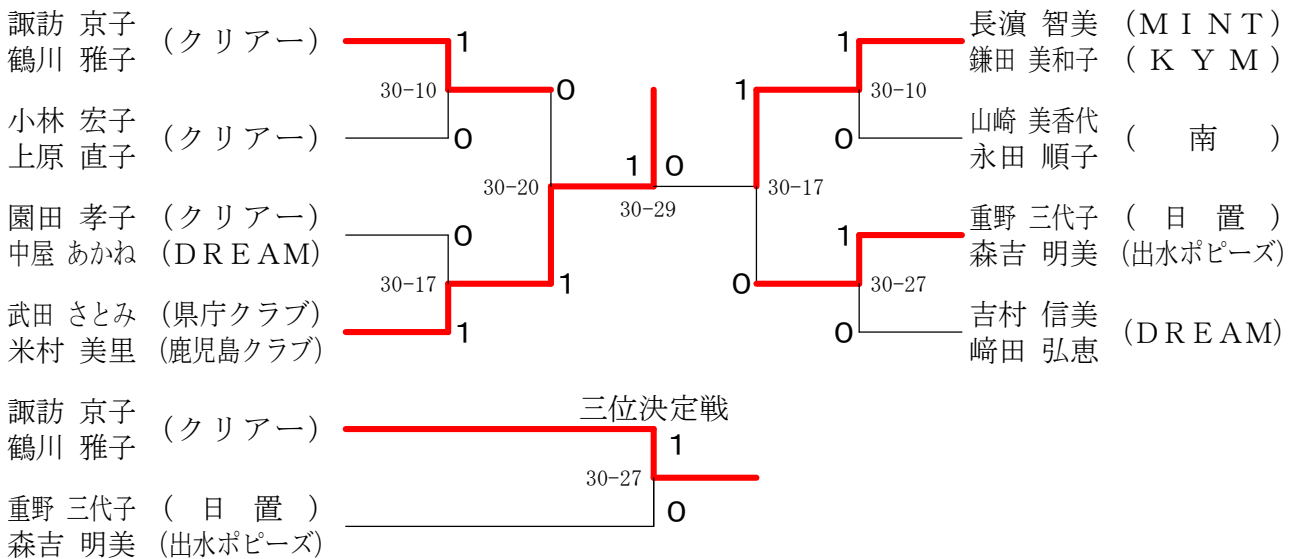 諏訪 京子 (クリアー)
鶴川 雅子
1
30-10
0
小林 宏子 (クリアー)
上原 直子
0
30-20
園田 孝子 (クリアー)
中屋 あかね (DREAM)
0
30-17
1
武田 さとみ (県庁クラブ)
米村 美里 (鹿児島クラブ)
1
1 0
30-29
長濵 智美 (MINT)
鎌田 美和子 (KYM)
1
30-10
1
山崎 美香代 (南)
永田 順子
0
30-17
重野 三代子 (日置)
森吉 明美 (出水ポピーズ)
1
30-27
0
吉村 信美 (DREAM)
﨑田 弘恵
0
三位決定戦
諏訪 京子 (クリアー)
鶴川 雅子
1
30-27
重野 三代子 (日置)
森吉 明美 (出水ポピーズ)
0